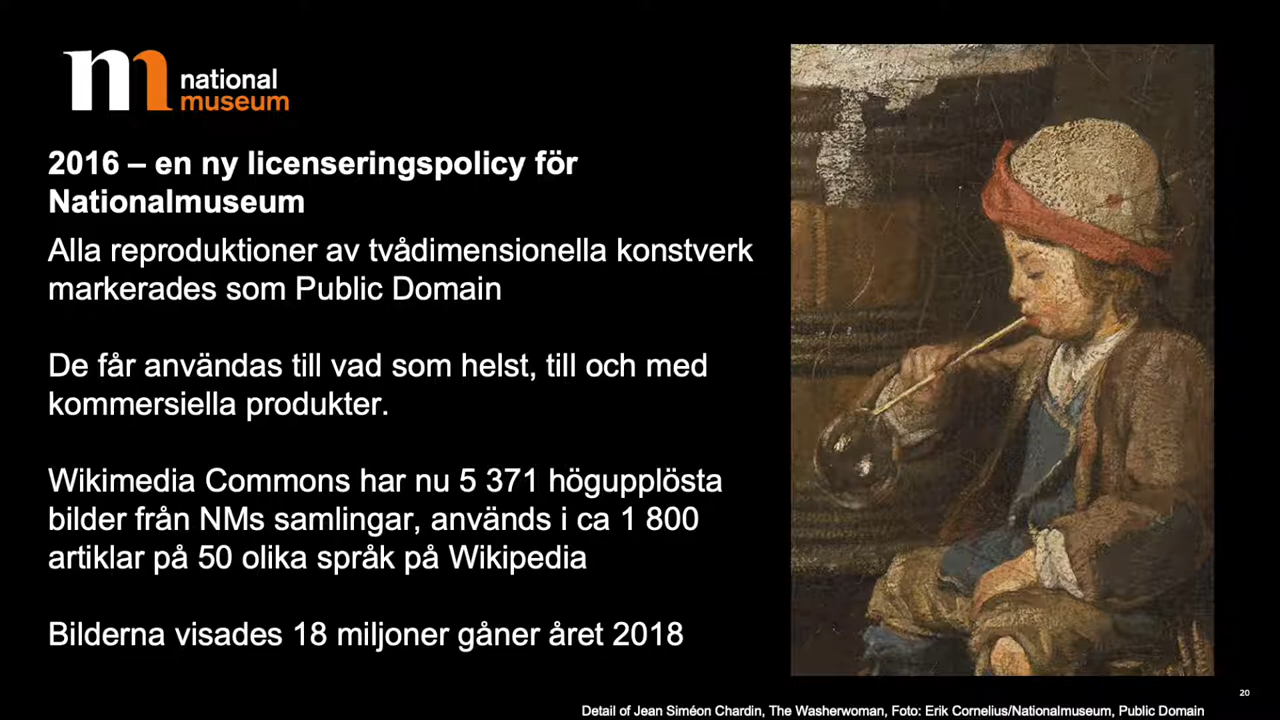 national
museum
2016 – en ny licenseringspolicy för
Nationalmuseum
Alla reproduktioner av tvådimensionella konstverk
markerades som Public Domain
De får användas till vad som helst, till och med
kommersiella produkter.
Wikimedia Commons har nu 5 371 högupplösta
bilder från NMs samlingar, används i ca 1 800
artiklar på 50 olika språk på Wikipedia
Bilderna visades 18 miljoner gåner året 2018
20
Detail of Jean Siméon Chardin, The Washerwoman, Foto: Erik Cornelius/Nationalmuseum, Public Domain